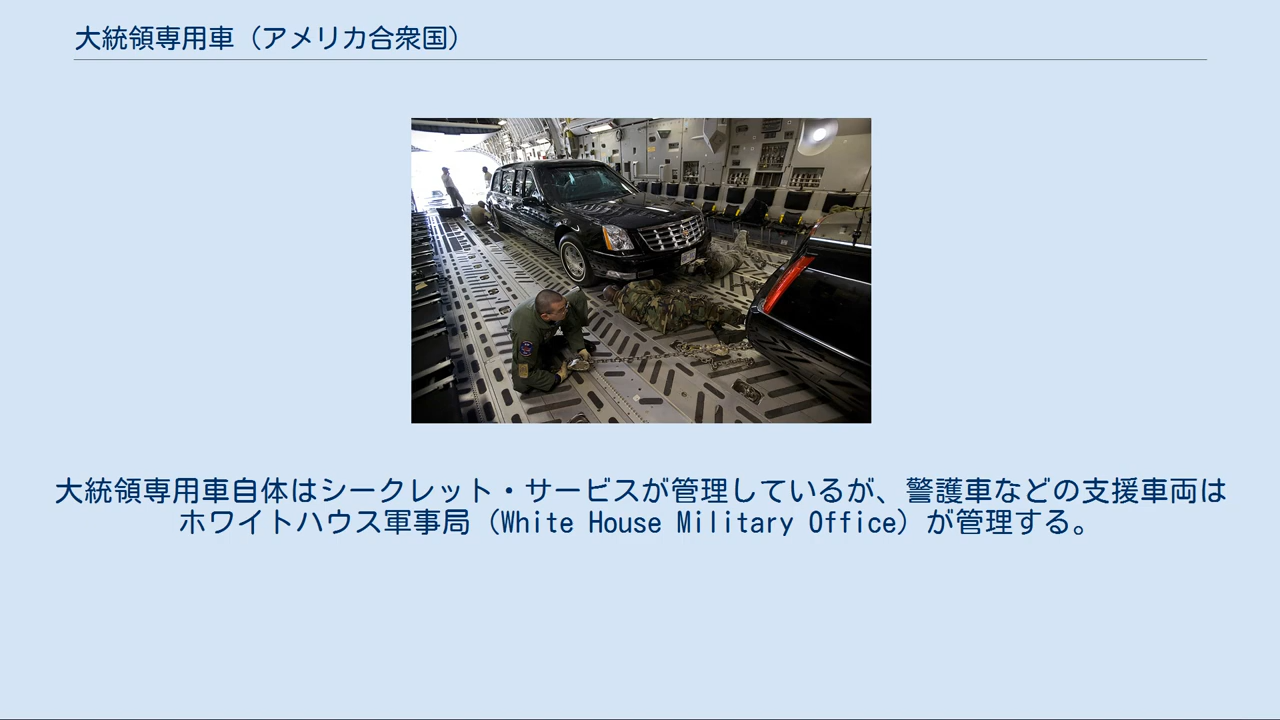 大統領専用車（アメリカ合衆国）
大統領専用車自体はシークレット・サービスが管理しているが、警護車などの支援車両は
ホワイトハウス軍事局（White House Military Office）が管理する。